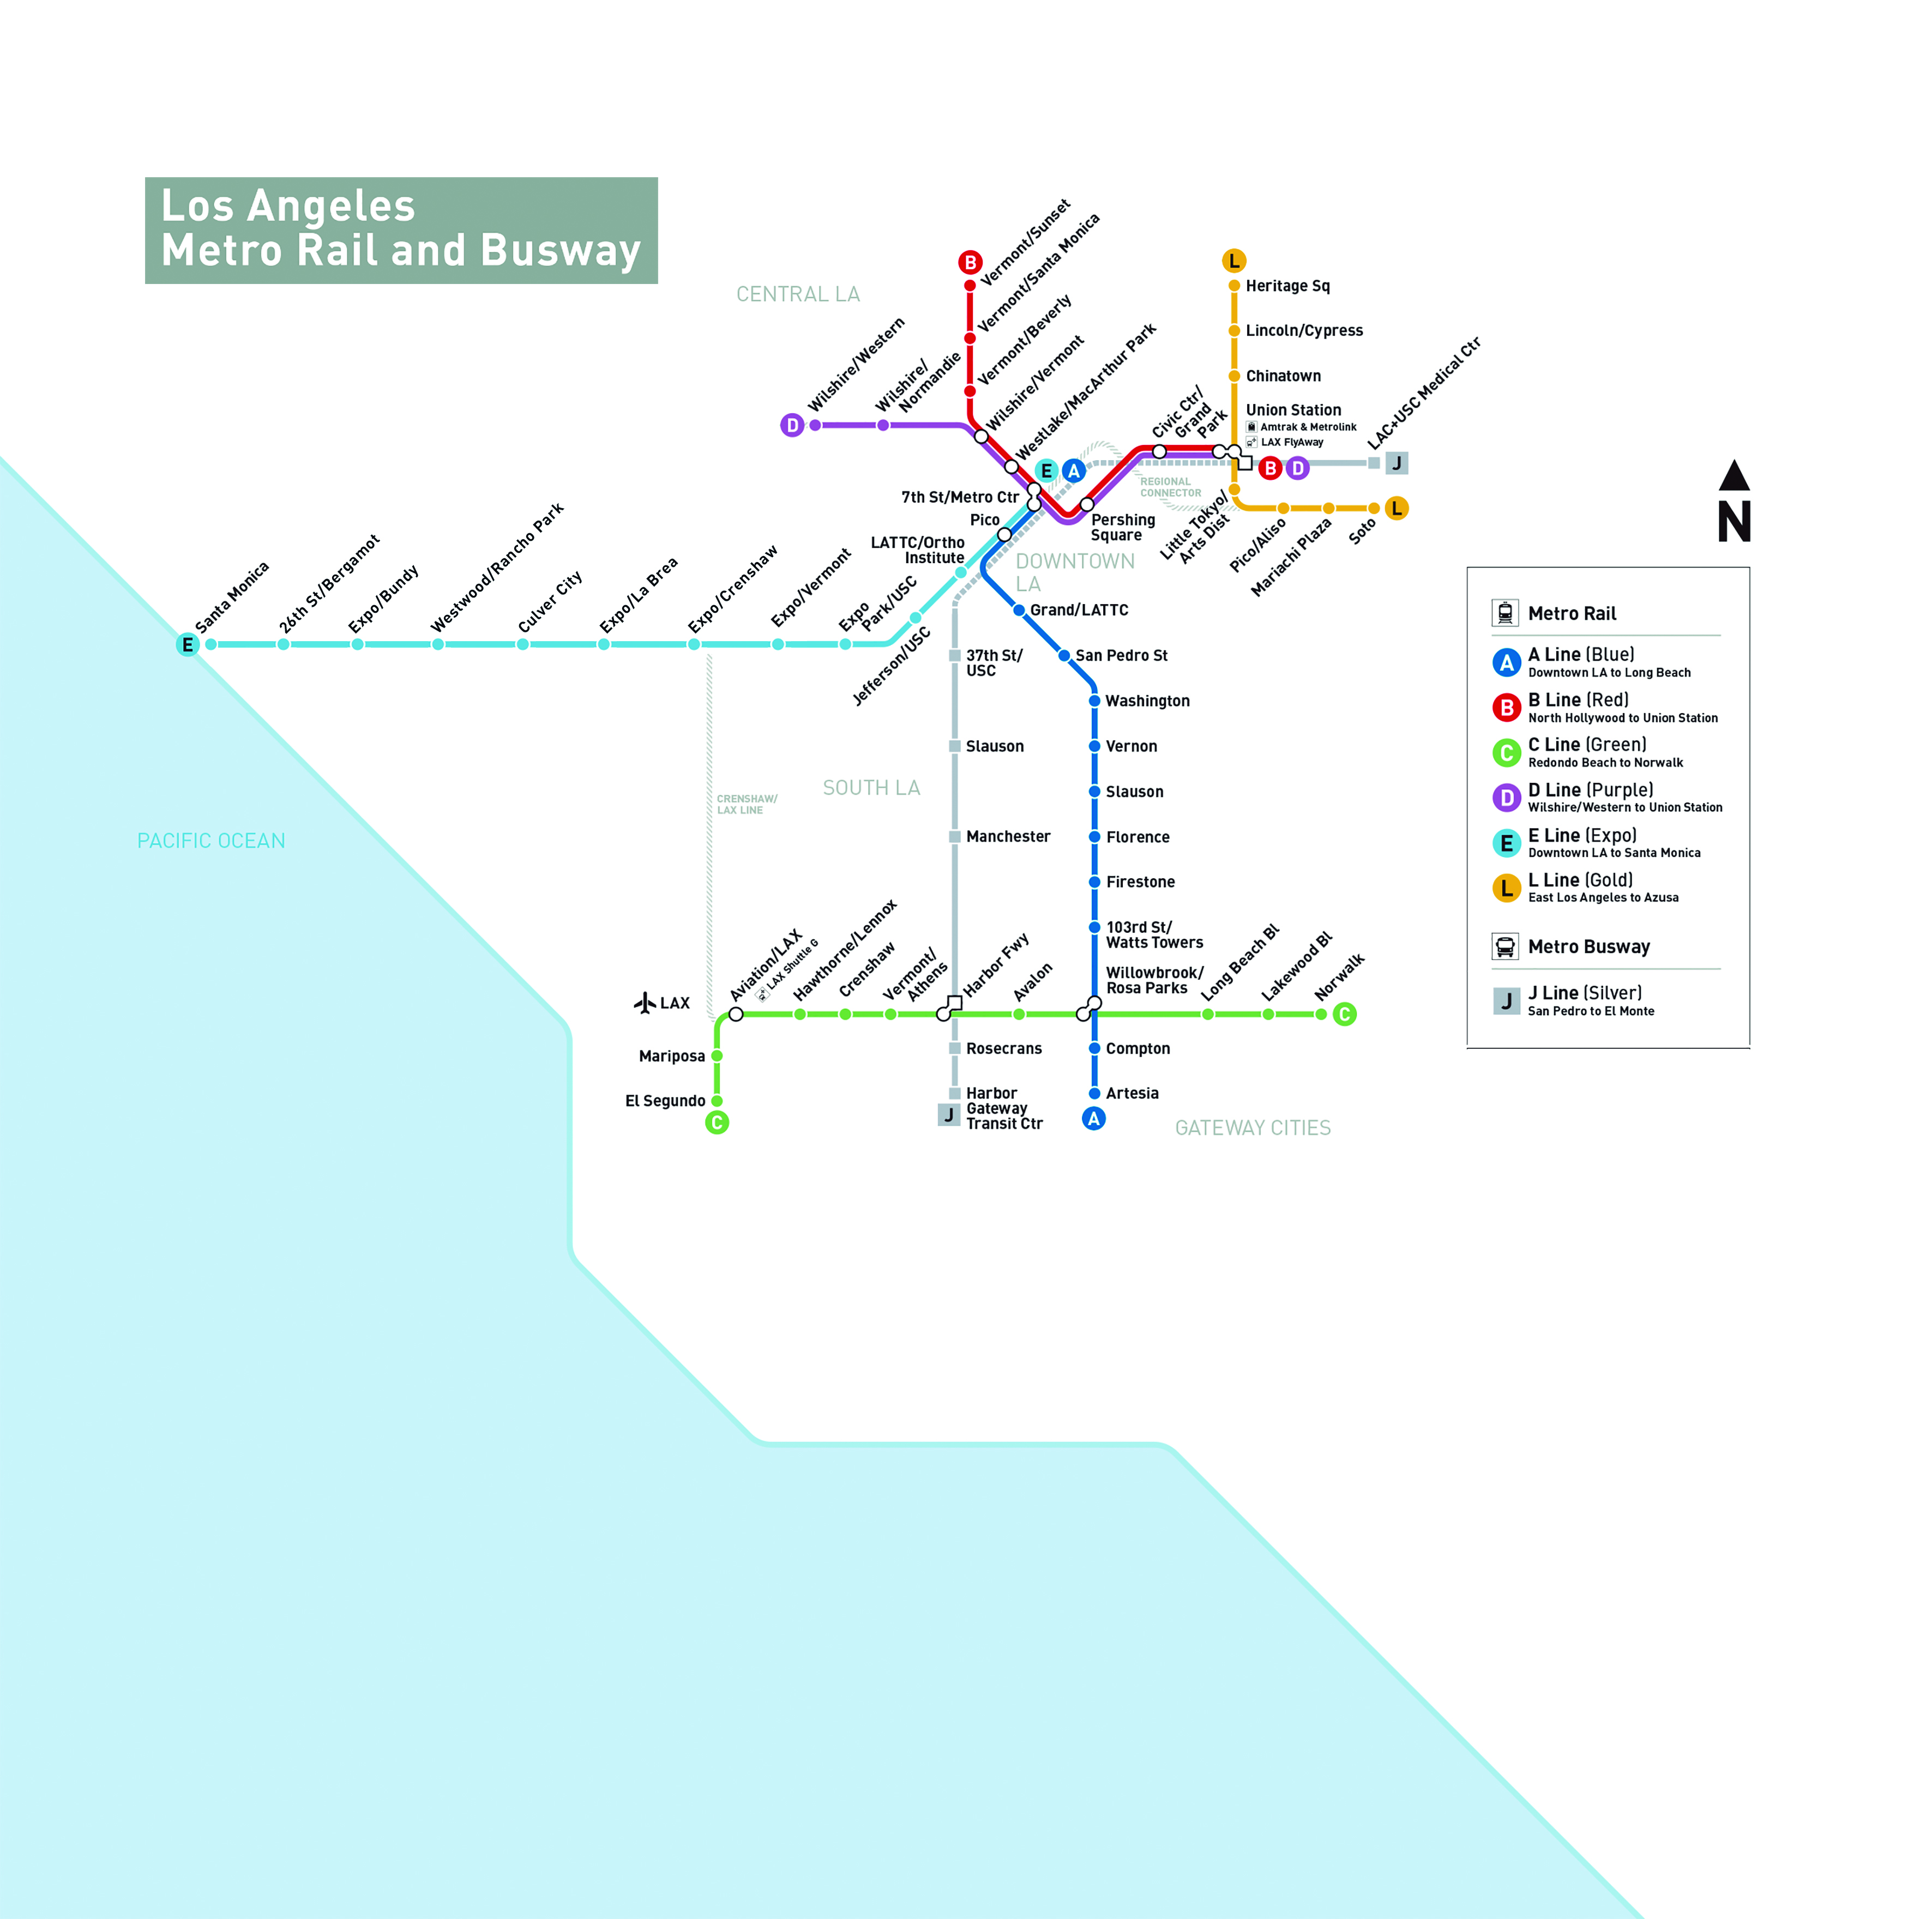 Los Angeles
Metro Rail and Busway
CENTRAL LA
B
Vermont/Sunset
Vermont/Santa Monica
Vermont/Beverly
Wilshire/Vermont
Westlake/MacArthur Park
D
Wilshire/Western
Wilshire/
Normandie
L
Heritage Sq
Lincoln/Cypress
Chinatown
Union Station
Amtrak & Metrolink
LAX FlyAway
Civic Ctr/
Grand
Park
LAC+USC Medical Ctr
B
D
J
E
A
REGIONAL
CONNECTOR
7th St/Metro Ctr
Pico
Pershing
Square
Little Tokyo/
Arts Dist
Pico/Aliso
Mariachi Plaza
Soto
L
LATTC/Ortho
Institute
DOWNTOWN
LA
N
E
Santa Monica
26th St/Bergamot
Expo/Bundy
Westwood/Rancho Park
Culver City
Expo/La Brea
Expo/Crenshaw
Expo/Vermont
Expo
Park/USC
Jefferson/USC
Grand/LATTC
San Pedro St
Washington
Vernon
Slauson
Florence
Firestone
103rd St/
Watts Towers
Willowbrook/
Rosa Parks
Compton
Artesia
A
37th St/
USC
Slauson
Manchester
Harbor Fwy
Rosecrans
Harbor
Gateway
Transit Ctr
J
SOUTH LA
CRENSHAW/
LAX LINE
PACIFIC OCEAN
LAX
Aviation/LAX
LAX Shuttle G
Hawthorne/Lennox
Crenshaw
Vermont/
Athens
Avalon
Long Beach Bl
Lakewood Bl
Norwalk
C
Mariposa
El Segundo
C
GATEWAY CITIES
Metro Rail
A
A Line (Blue)
Downtown LA to Long Beach
B
B Line (Red)
North Hollywood to Union Station
C
C Line (Green)
Redondo Beach to Norwalk
D
D Line (Purple)
Wilshire/Western to Union Station
E
E Line (Expo)
Downtown LA to Santa Monica
L
L Line (Gold)
East Los Angeles to Azusa
Metro Busway
J
J Line (Silver)
San Pedro to El Monte